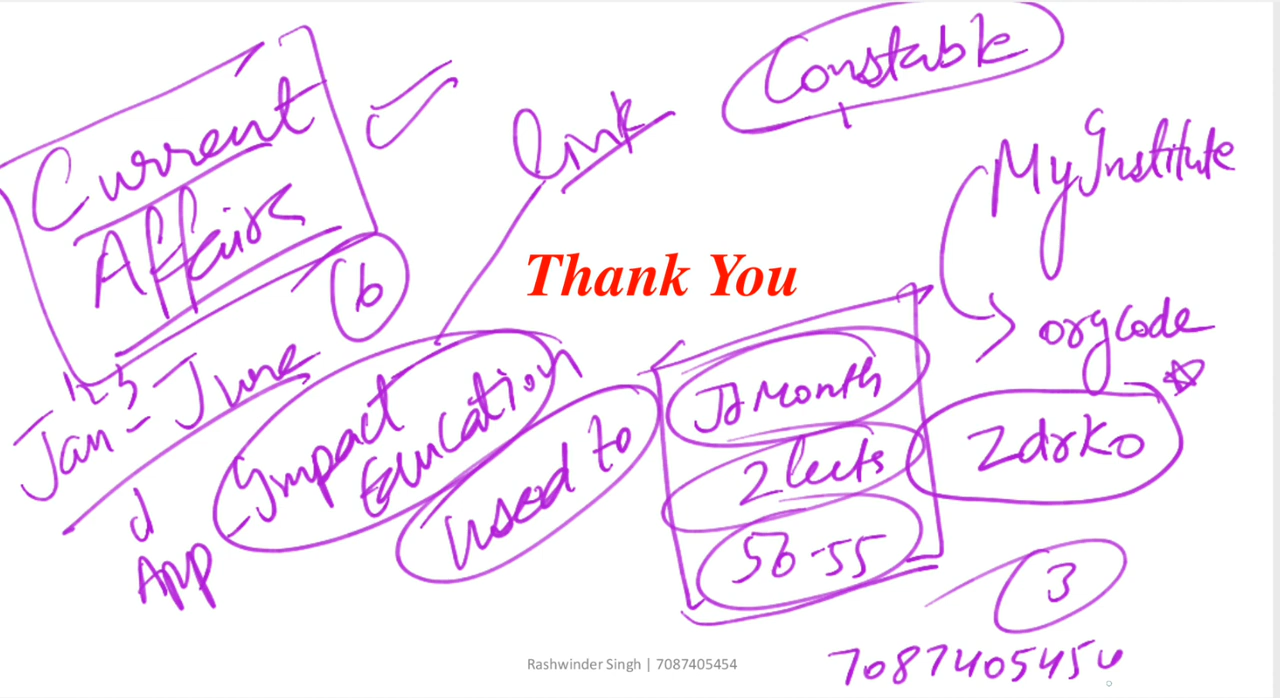 Constable
link
Current
Affairs
My Institute
Thank You
6
orgcode
Jan - June
Impact
Education
Month
used to
2 lects
Zdrko
50-55
App
3
7087405454
Rashwinder Singh | 7087405454